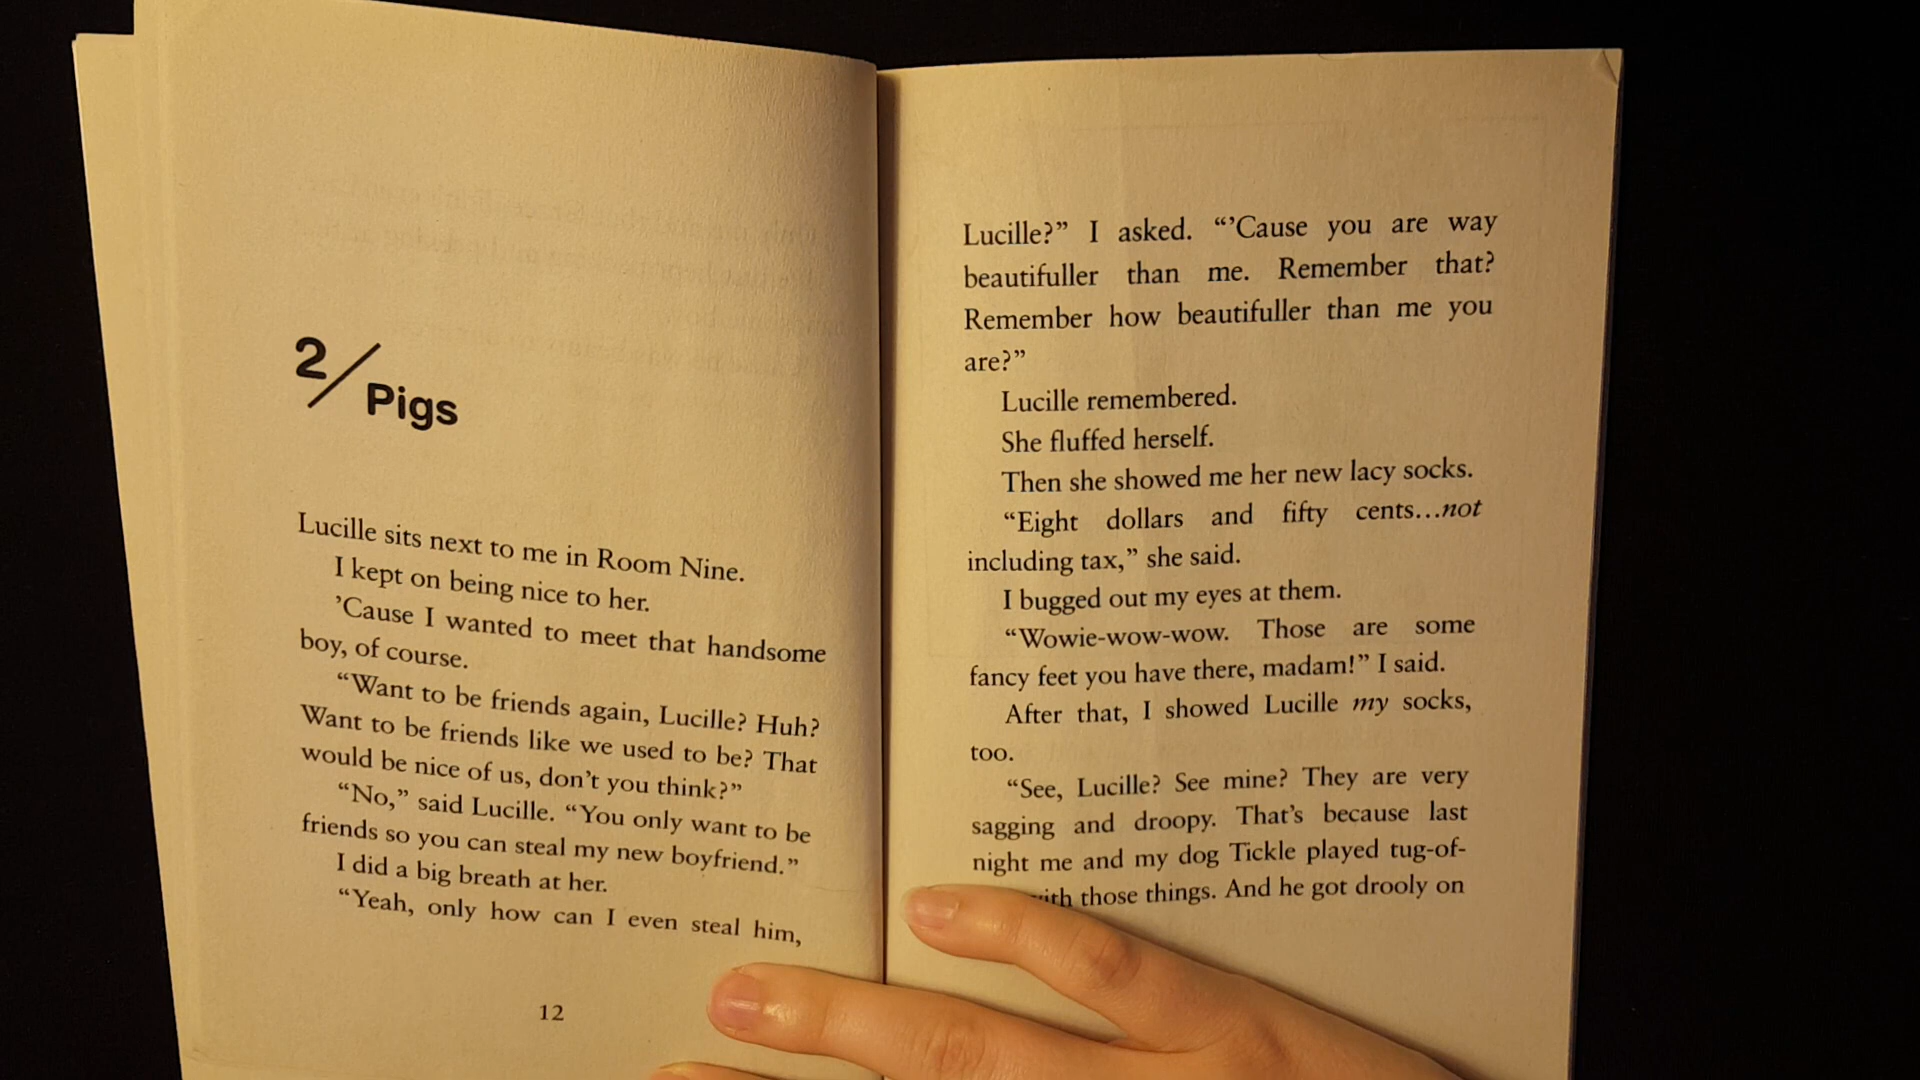 2/Pigs
Lucille sits next to me in Room Nine.
I kept on being nice to her.
’Cause I wanted to meet that handsome
boy, of course.
“Want to be friends again, Lucille? Huh?
Want to be friends like we used to be? That
would be nice of us, don’t you think?”
“No,” said Lucille. “You only want to be
friends so you can steal my new boyfriend.”
I did a big breath at her.
“Yeah, only how can I even steal him,
12
Lucille?” I asked. “’Cause you are way
beautifuller than me. Remember that?
Remember how beautifuller than me you
are?”
Lucille remembered.
She fluffed herself.
Then she showed me her new lacy socks.
“Eight dollars and fifty cents...not
including tax,” she said.
I bugged out my eyes at them.
“Wowie-wow-wow. Those are some
fancy feet you have there, madam!” I said.
After that, I showed Lucille my socks,
too.
“See, Lucille? See mine? They are very
sagging and droopy. That’s because last
night me and my dog Tickle played tug-of-
with those things. And he got drooly on